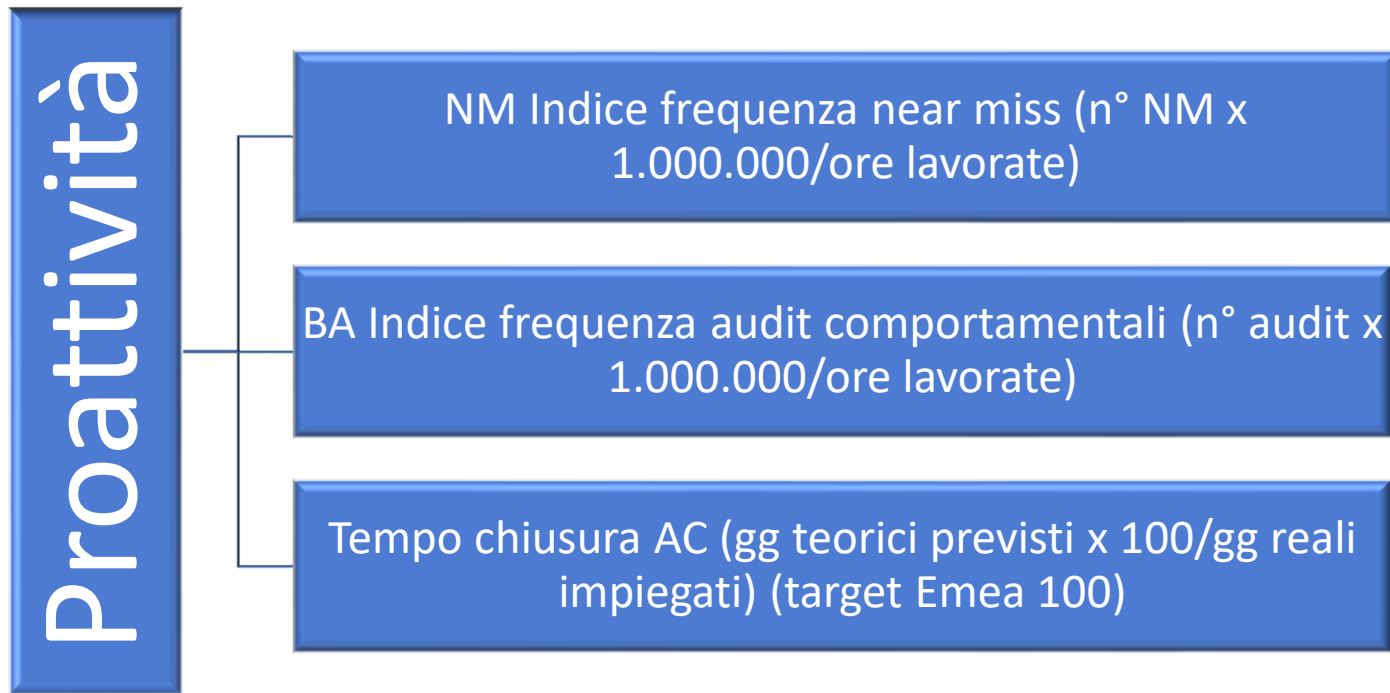 Proattività
NM Indice frequenza near miss (n° NM x
1.000.000/ore lavorate)
BA Indice frequenza audit comportamentali (n° audit x
1.000.000/ore lavorate)
Tempo chiusura AC (gg teorici previsti x 100/gg reali
impiegati) (target Emea 100)